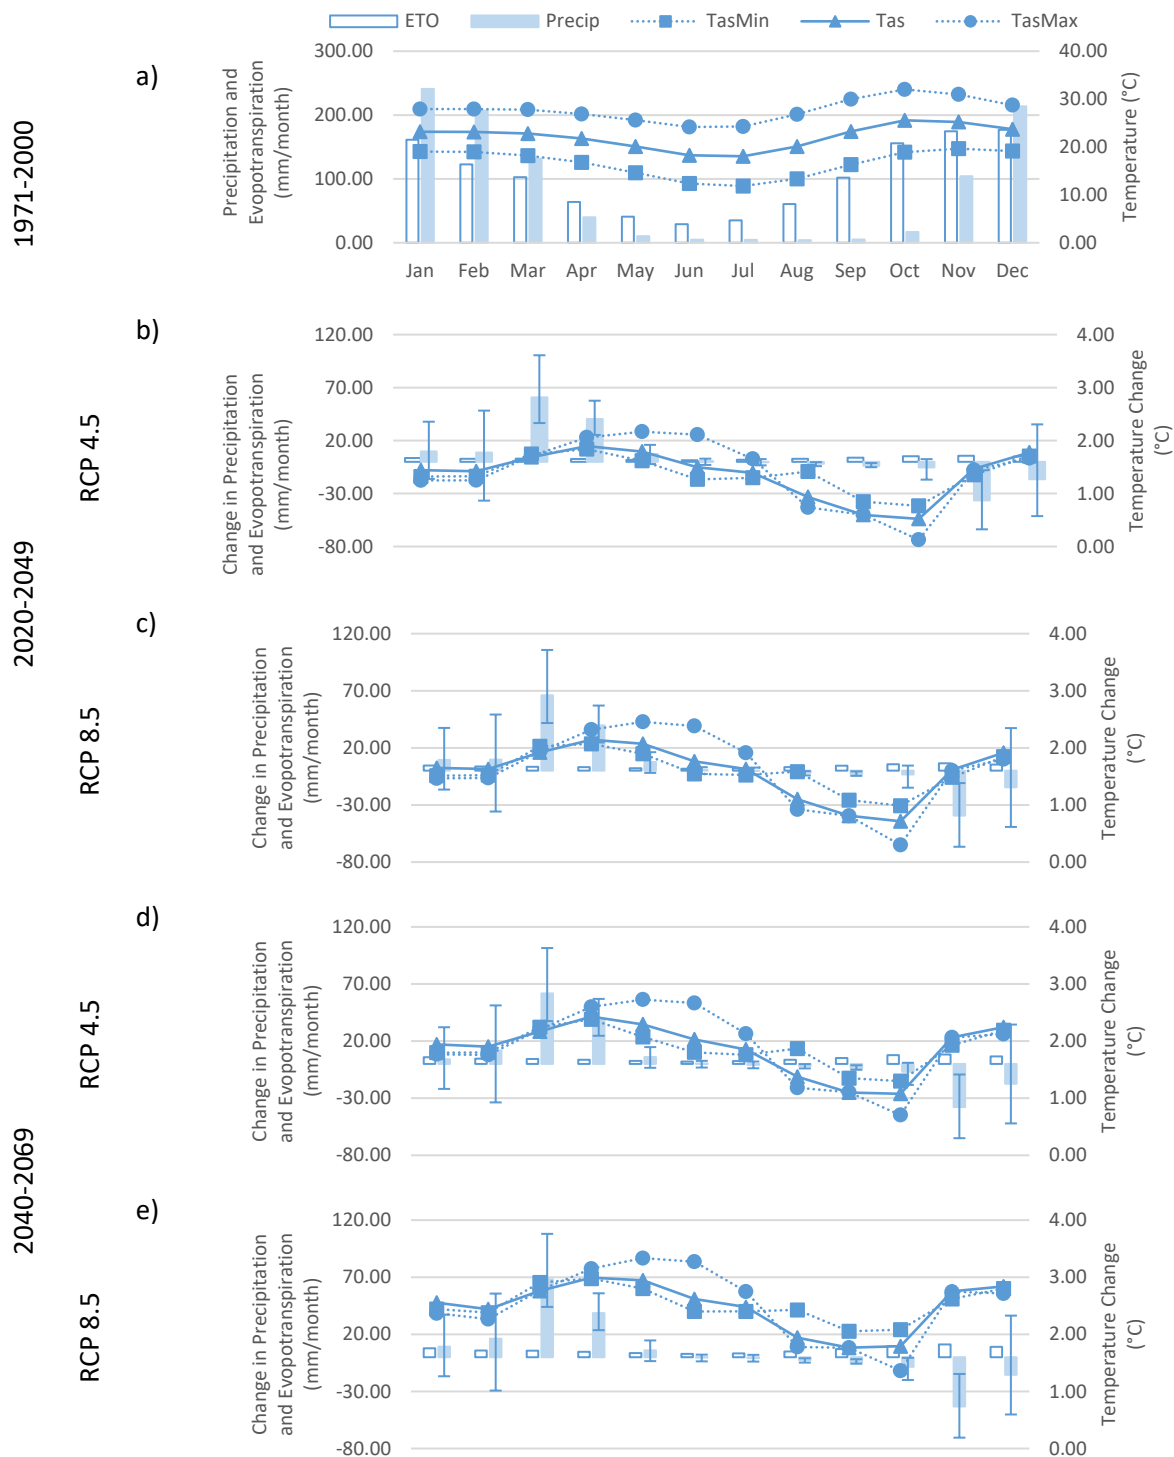 ETO Precip TasMin Tas TasMax
1971-2000
a)
Precipitation and
Evopotranspiration
(mm/month)
300.00
200.00
100.00
0.00
40.00
30.00
20.00
10.00
0.00
Temperature (°C)
Jan Feb Mar Apr May Jun Jul Aug Sep Oct Nov Dec
2020-2049
b)
RCP 4.5
Change in Precipitation
and Evopotranspiration
(mm/month)
120.00
70.00
20.00
-30.00
-80.00
4.00
3.00
2.00
1.00
0.00
Temperature Change
(°C)
c)
RCP 8.5
Change in Precipitation
and Evopotranspiration
(mm/month)
120.00
70.00
20.00
-30.00
-80.00
4.00
3.00
2.00
1.00
0.00
Temperature Change
(°C)
2040-2069
d)
RCP 4.5
Change in Precipitation
and Evopotranspiration
(mm/month)
120.00
70.00
20.00
-30.00
-80.00
4.00
3.00
2.00
1.00
0.00
Temperature Change
(°C)
e)
RCP 8.5
Change in Precipitation
and Evopotranspiration
(mm/month)
120.00
70.00
20.00
-30.00
-80.00
4.00
3.00
2.00
1.00
0.00
Temperature Change
(°C)